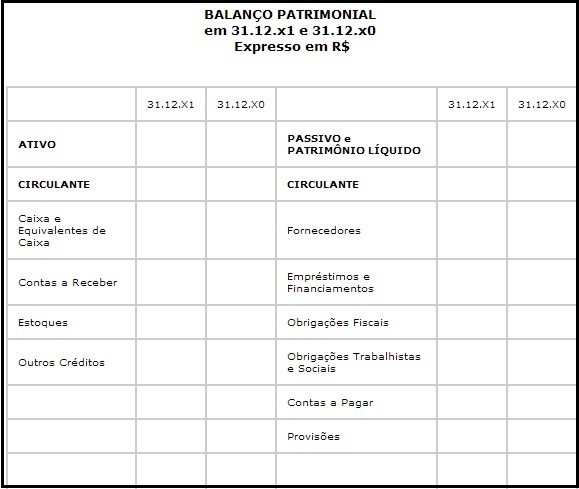 BALANÇO PATRIMONIAL
em 31.12.x1 e 31.12.x0
Expresso em R$
31.12.X1 31.12.X0 31.12.X1 31.12.X0
ATIVO
PASSIVO e
PATRIMÔNIO LÍQUIDO
CIRCULANTE CIRCULANTE
Caixa e
Equivalentes de
Caixa
Fornecedores
Contas a Receber
Empréstimos e
Financiamentos
Estoques Obrigações Fiscais
Outros Créditos
Obrigações Trabalhistas
e Sociais
Contas a Pagar
Provisões